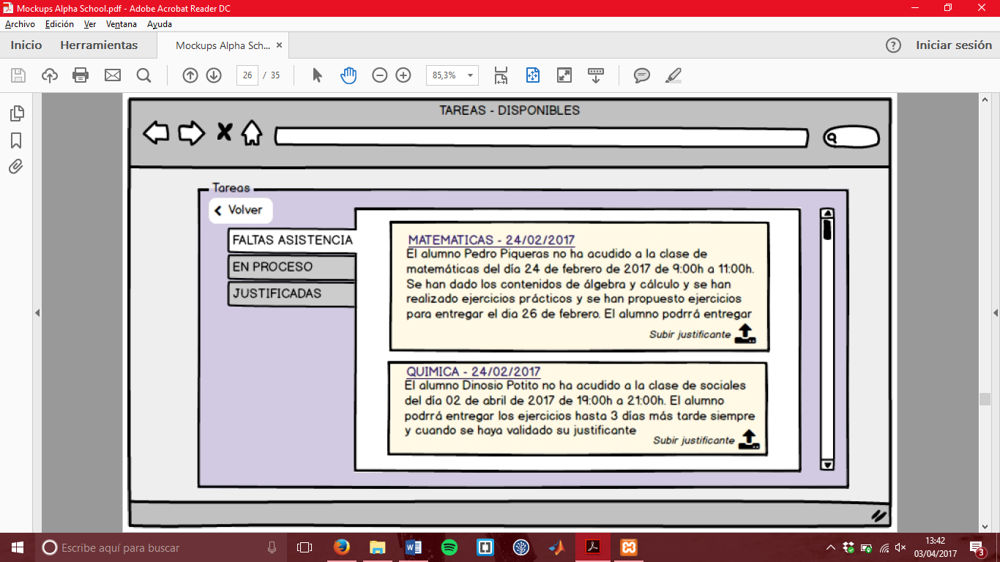 Mockups Alpha School.pdf - Adobe Acrobat Reader DC
Archivo Edición Ver Ventana Ayuda
Inicio Herramientas Mockups Alpha Sch... × ? Iniciar sesión
26 / 35 85,3%
TAREAS - DISPONIBLES
Tareas
Volver
FALTAS ASISTENCIA
EN PROCESO
JUSTIFICADAS
MATEMATICAS - 24/02/2017
El alumno Pedro Piqueras no ha acudido a la clase de
matemáticas del día 24 de febrero de 2017 de 9:00h a 11:00h.
Se han dado los contenidos de álgebra y cálculo y se han
realizado ejercicios prácticos y se han propuesto ejercicios
para entregar el dia 26 de febrero. El alumno podrrá entregar
Subir justificante
QUIMICA - 24/02/2017
El alumno Dinosio Potito no ha acudido a la clase de sociales
del día 02 de abril de 2017 de 19:00h a 21:00h. El alumno
podrrá entregar los ejercicios hasta 3 días más tarde siempre
y cuando se haya validado su justificante
Subir justificante
Escribe aquí para buscar
13:42
03/04/2017
3